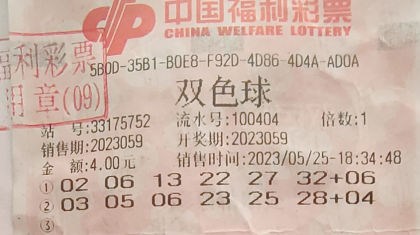 中国福利彩票
CHINA WELFARE LOTTERY
福利彩票
用章(09)
5B0D-35B1-B0E8-F92D-4D86-4D4A-AD0A
双色球
站 号:33175752 流水号:100404 倍数:1
销售期:2023059 开奖期:2023059
金 额:4.00元 销售时间:2023/05/25-18:34:48
① 02 06 13 22 27 32+06
② 03 05 06 23 25 28+04
③